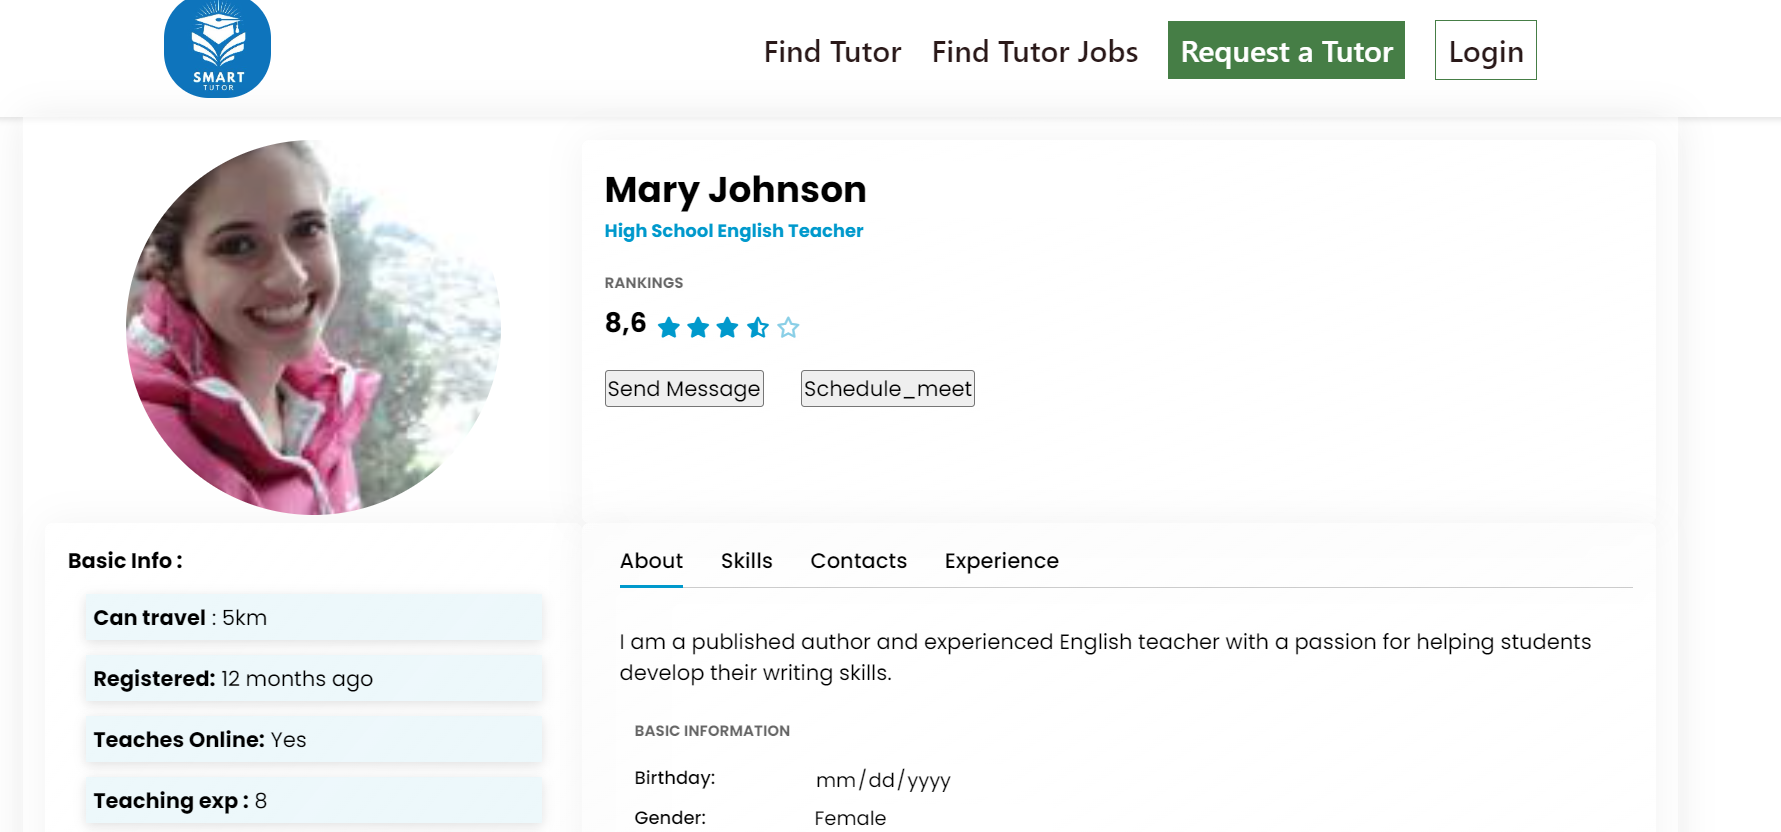 SMART
TUTOR
Find Tutor
Find Tutor Jobs
Request a Tutor
Login
Mary Johnson
High School English Teacher
RANKINGS
8,6
Send Message
Schedule_meet
Basic Info :
Can travel : 5km
Registered: 12 months ago
Teaches Online: Yes
Teaching exp : 8
About
Skills
Contacts
Experience
I am a published author and experienced English teacher with a passion for helping students
develop their writing skills.
BASIC INFORMATION
Birthday: mm/dd/yyyy
Gender: Female